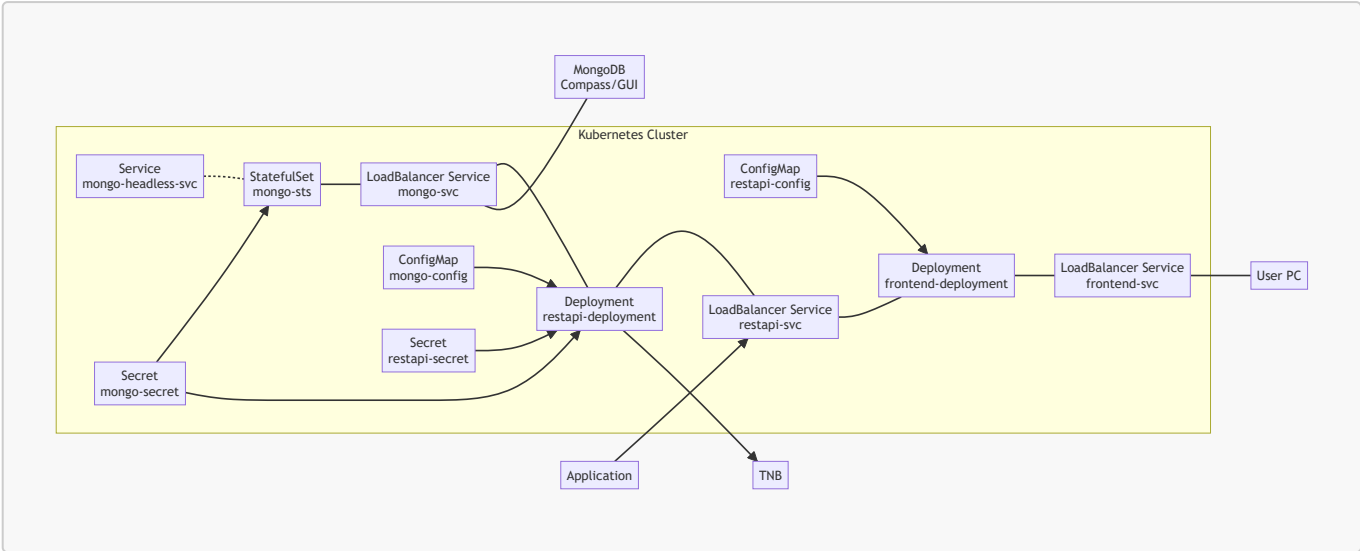 MongoDB
Compass/GUI
Kubernetes Cluster
Service
mongo-headless-svc
StatefulSet
mongo-sts
LoadBalancer Service
mongo-svc
ConfigMap
restapi-config
ConfigMap
mongo-config
Deployment
frontend-deployment
LoadBalancer Service
frontend-svc
User PC
Deployment
restapi-deployment
LoadBalancer Service
restapi-svc
Secret
restapi-secret
Secret
mongo-secret
Application
TNB